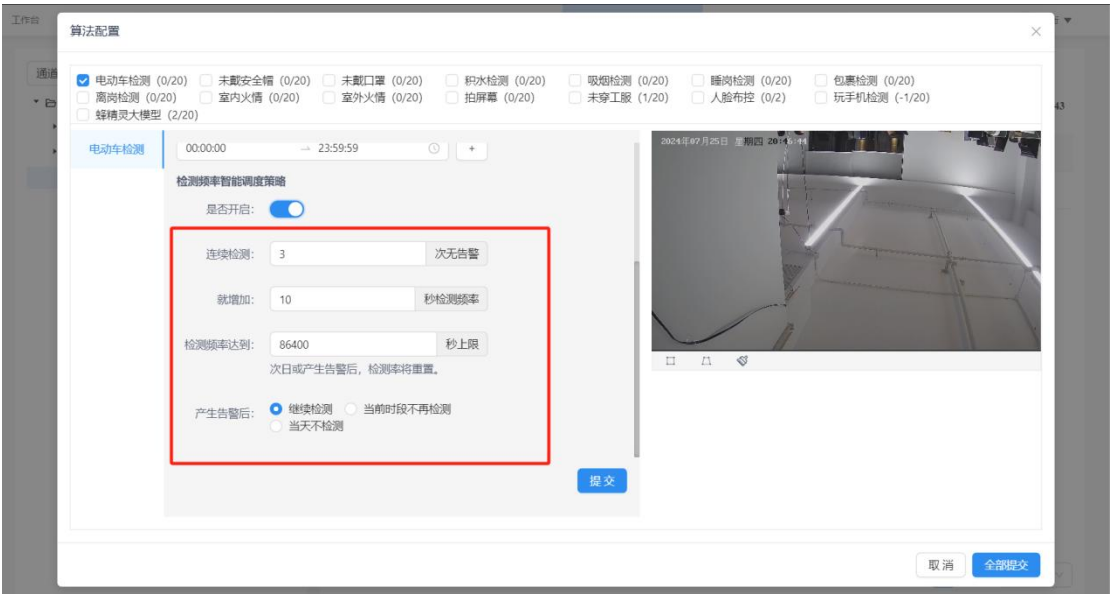 工作台
算法配置
通道
电动车检测 (0/20) 未戴安全帽 (0/20) 未戴口罩 (0/20) 积水检测 (0/20) 吸烟检测 (0/20) 睡岗检测 (0/20) 包裹检测 (0/20)
离岗检测 (0/20) 室内火情 (0/20) 室外火情 (0/20) 拍屏幕 (0/20) 未穿工服 (1/20) 人脸布控 (0/2) 玩手机检测 (-1/20)
蜂精灵大模型 (2/20)
43
电动车检测
00:00:00 → 23:59:59 +
2024年07月25日 星期四 20:45:44
检测频率智能调度策略
是否开启:
连续检测: 3 次无告警
就增加: 10 秒检测频率
检测频率达到: 86400 秒上限
次日或产生告警后，检测率将重置。
产生告警后: 继续检测 当前时段不再检测
当天不检测
提交
取消 全部提交